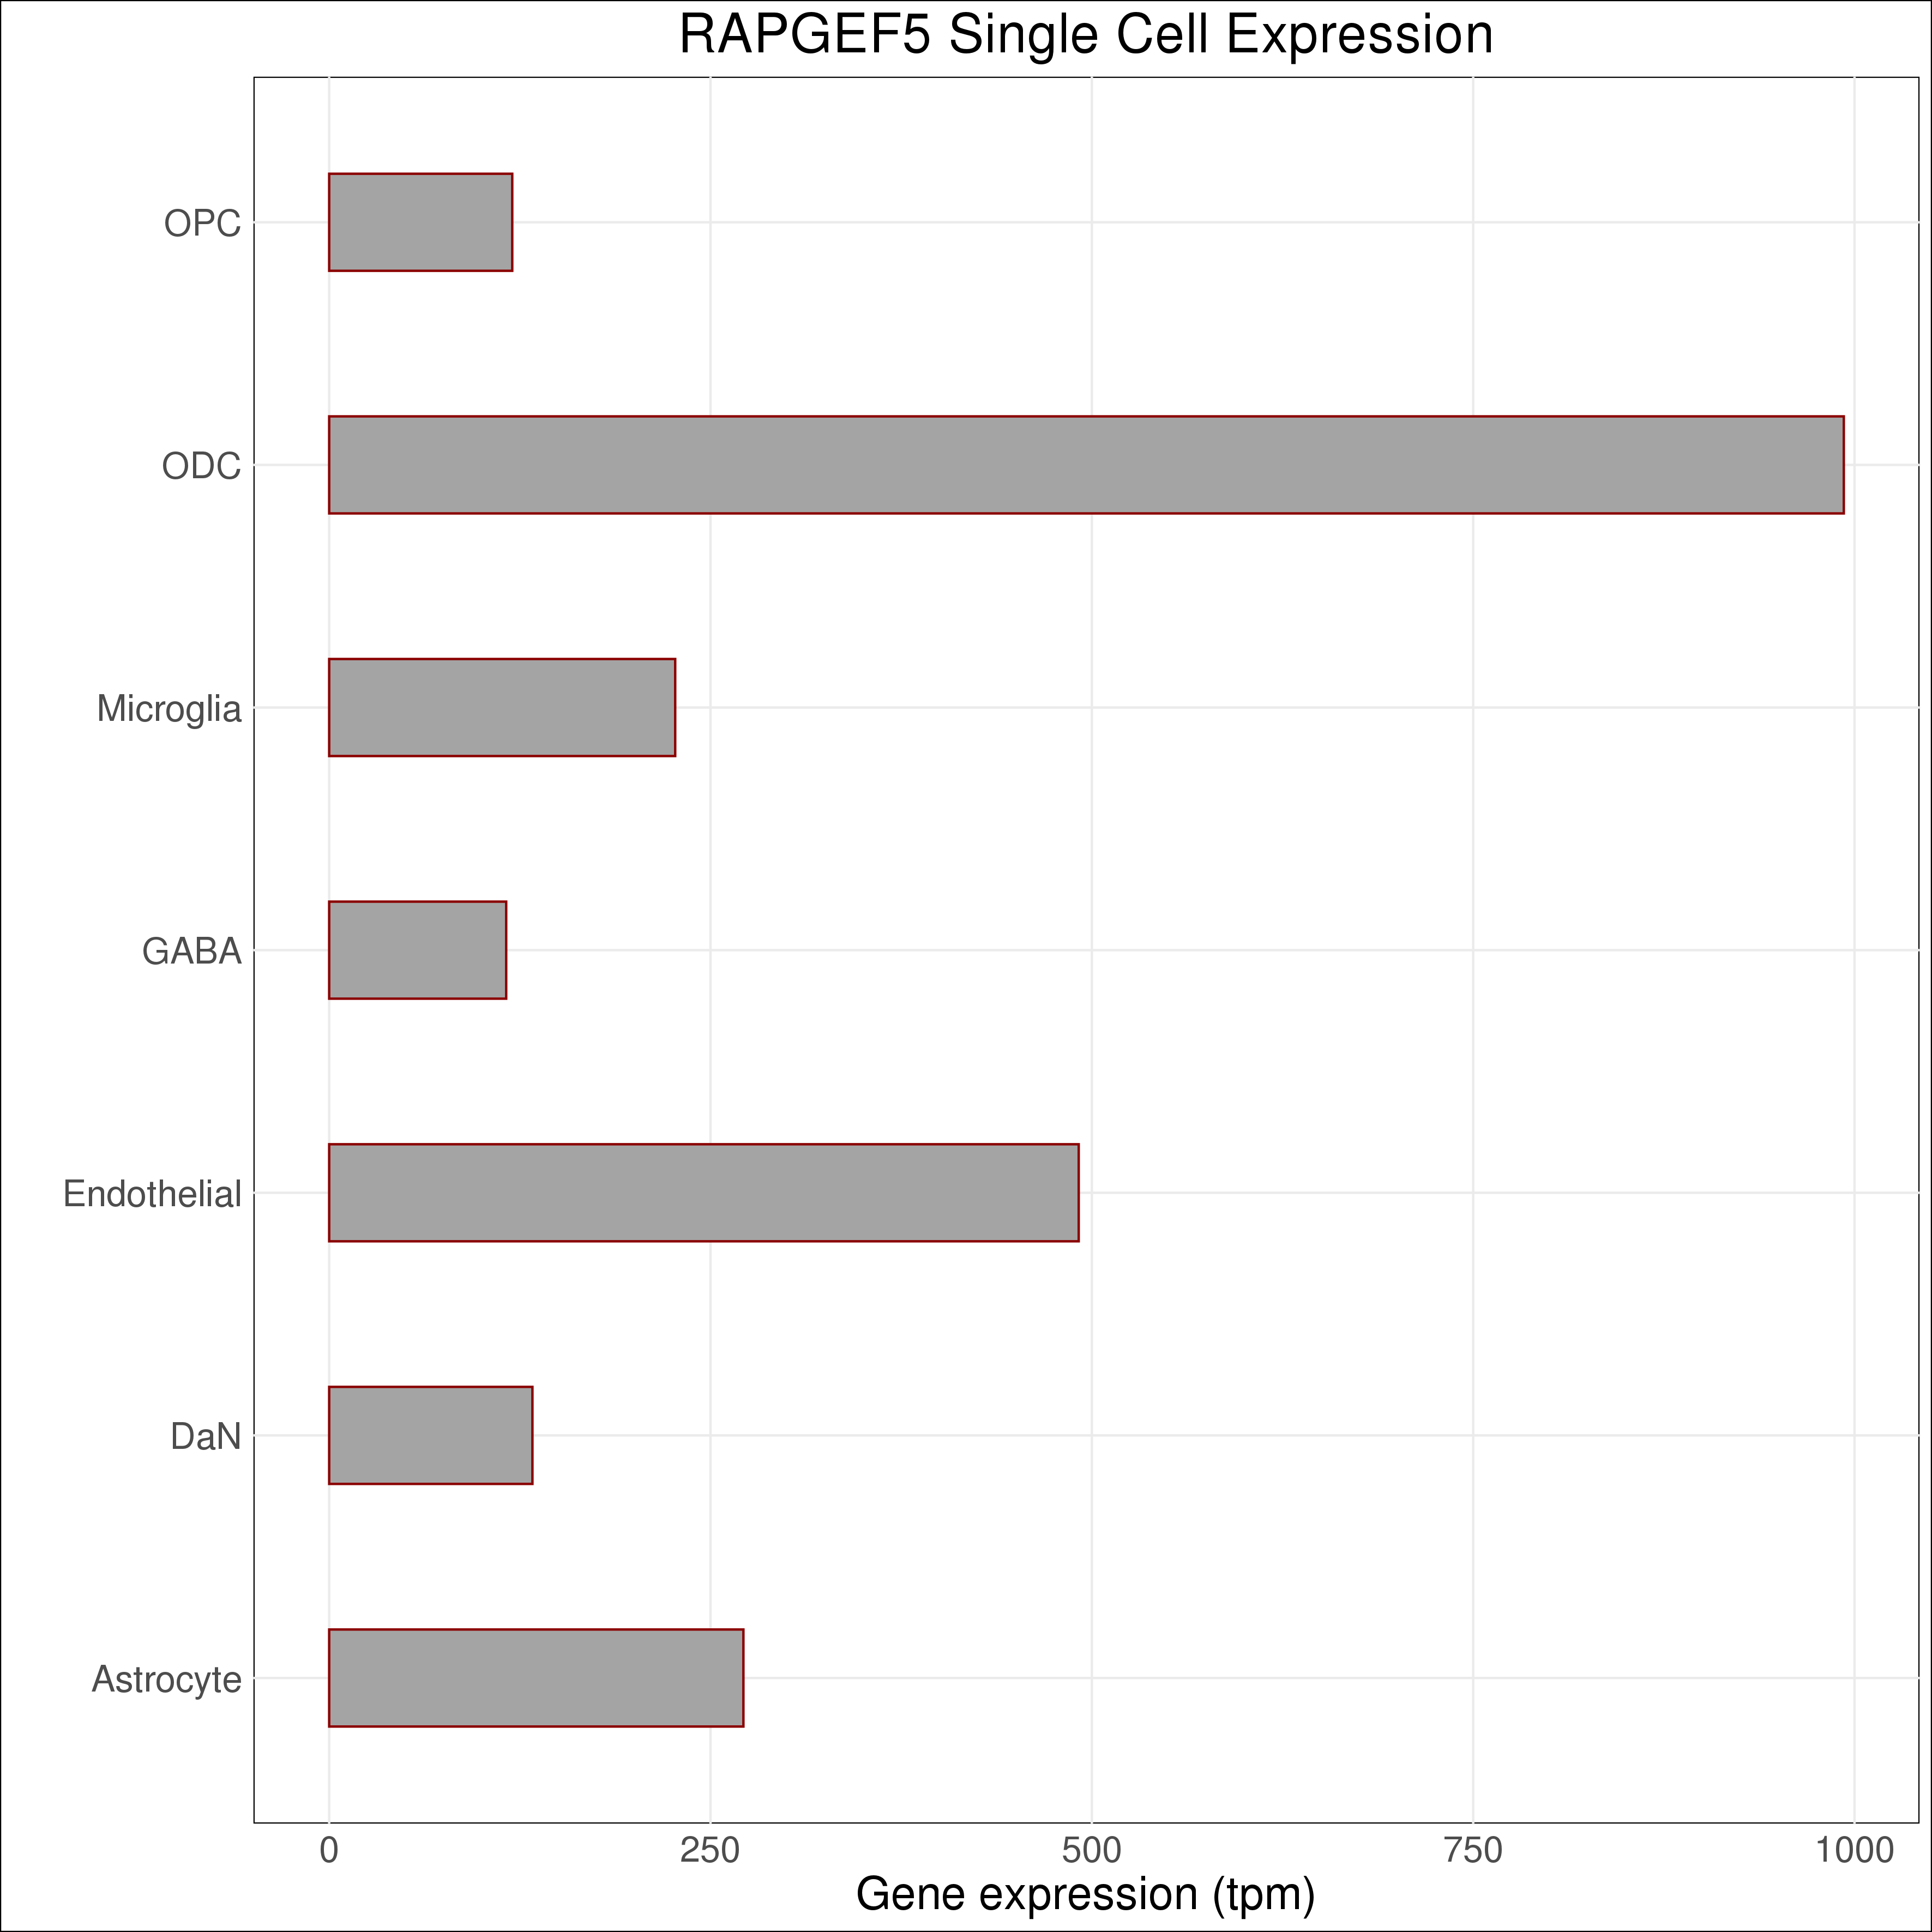 RAPGEF5 Single Cell Expression
OPC
ODC
Microglia
GABA
Endothelial
DaN
Astrocyte
0 250 500 750 1000
Gene expression (tpm)